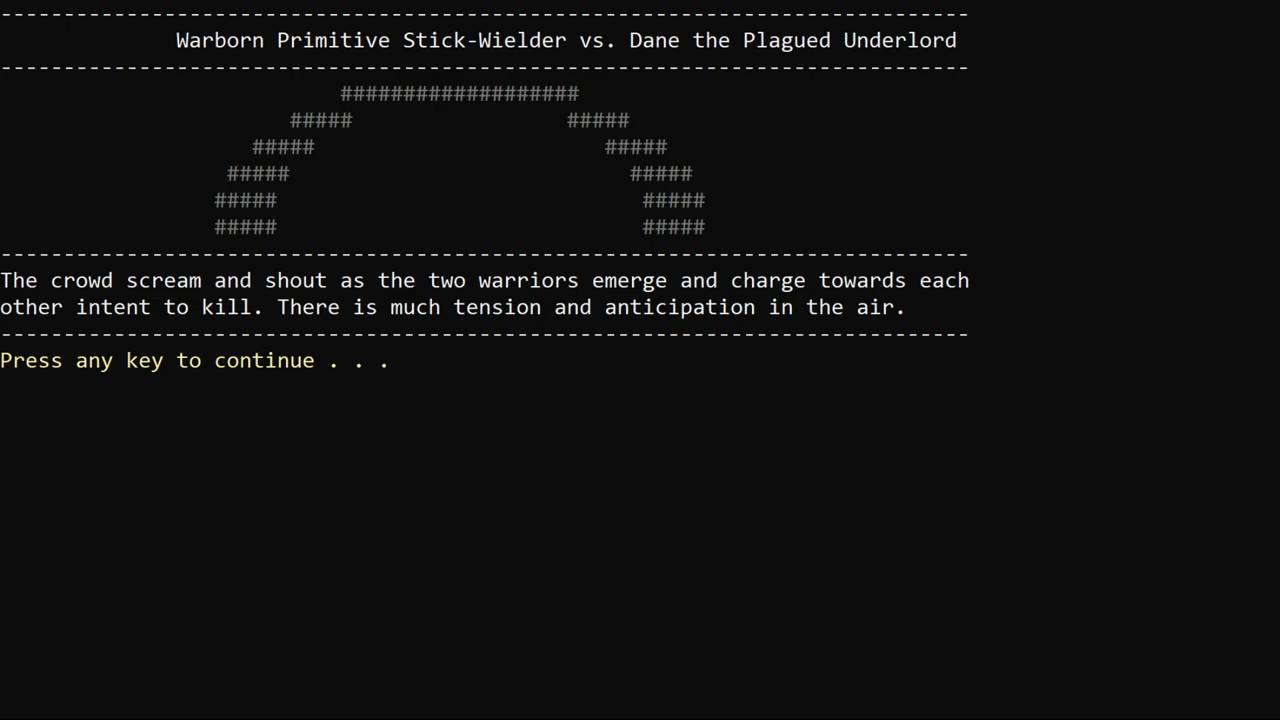 -----------------------------------------------------------------------------
Warborn Primitive Stick-Wielder vs. Dane the Plagued Underlord
-----------------------------------------------------------------------------
###################
##### #####
##### #####
##### #####
##### #####
##### #####
-----------------------------------------------------------------------------
The crowd scream and shout as the two warriors emerge and charge towards each
other intent to kill. There is much tension and anticipation in the air.
-----------------------------------------------------------------------------
Press any key to continue . . .